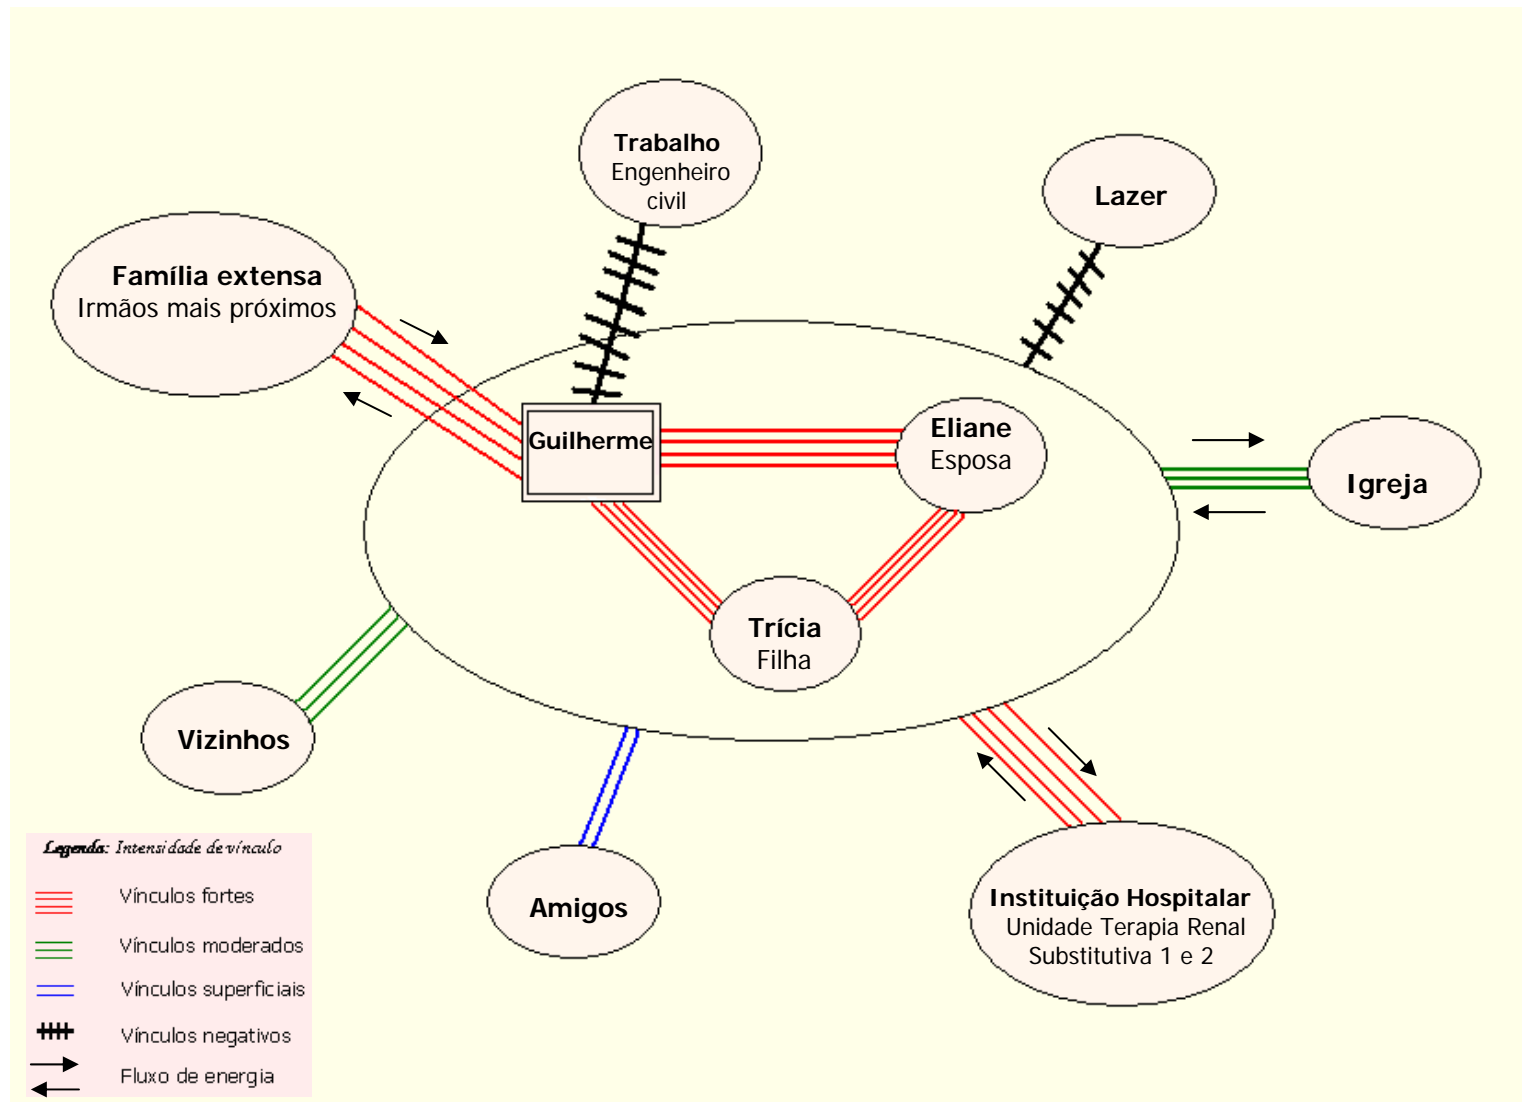 Trabalho
Engenheiro
civil
Lazer
Família extensa
Irmãos mais próximos
Guilherme
Eliane
Esposa
Igreja
Trícia
Filha
Vizinhos
Amigos
Instituição Hospitalar
Unidade Terapia Renal
Substitutiva 1 e 2
Legenda: Intensidade de vínculo
Vínculos fortes
Vínculos moderados
Vínculos superficiais
Vínculos negativos
Fluxo de energia